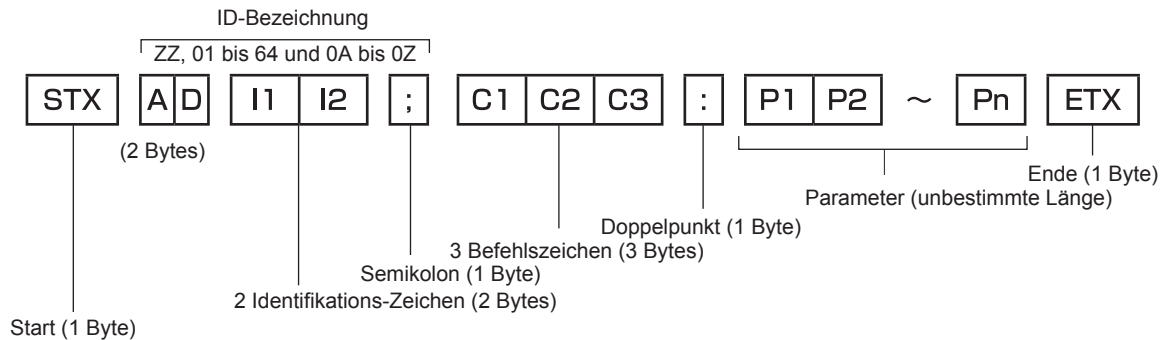 ID-Bezeichnung
ZZ, 01 bis 64 und 0A bis 0Z
STX A D I1 I2 ; C1 C2 C3 : P1 P2 ~ Pn ETX
(2 Bytes)
Ende (1 Byte)
Parameter (unbestimmte Länge)
Doppelpunkt (1 Byte)
3 Befehlszeichen (3 Bytes)
Semikolon (1 Byte)
2 Identifikations-Zeichen (2 Bytes)
Start (1 Byte)